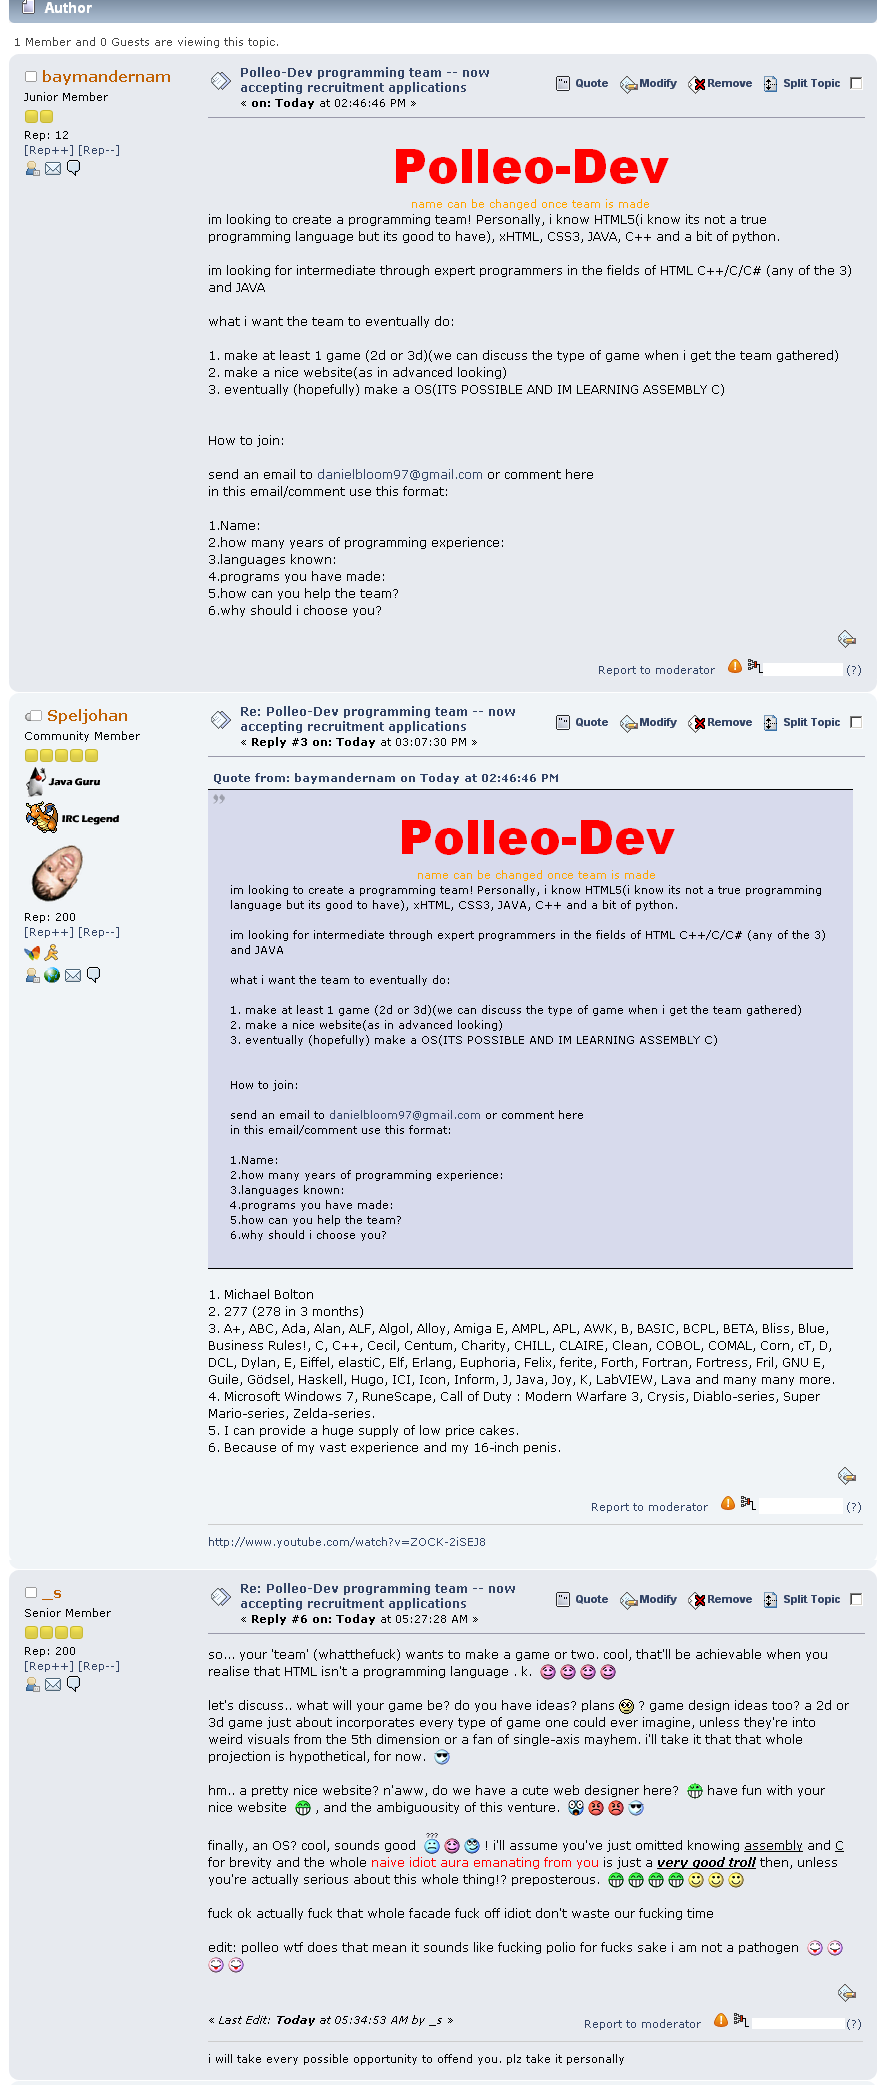 Author
1 Member and 0 Guests are viewing this topic.
baymandernam
Junior Member
Rep: 12
[Rep++] [Rep--]
Polleo-Dev programming team -- now
accepting recruitment applications
« on: Today at 02:46:46 PM »
Quote Modify Remove Split Topic
Polleo-Dev
name can be changed once team is made
im looking to create a programming team! Personally, i know HTML5(i know its not a true
programming language but its good to have), xHTML, CSS3, JAVA, C++ and a bit of python.
im looking for intermediate through expert programmers in the fields of HTML C++/C/C# (any of the 3)
and JAVA
what i want the team to eventually do:
1. make at least 1 game (2d or 3d)(we can discuss the type of game when i get the team gathered)
2. make a nice website(as in advanced looking)
3. eventually (hopefully) make a OS(ITS POSSIBLE AND IM LEARNING ASSEMBLY C)
How to join:
send an email to danielbloom97@gmail.com or comment here
in this email/comment use this format:
1.Name:
2.how many years of programming experience:
3.languages known:
4.programs you have made:
5.how can you help the team?
6.why should i choose you?
Report to moderator (?)
Speljohan
Community Member
Java Guru
IRC Legend
Rep: 200
[Rep++] [Rep--]
Re: Polleo-Dev programming team -- now
accepting recruitment applications
« Reply #3 on: Today at 03:07:30 PM »
Quote Modify Remove Split Topic
Quote from: baymandernam on Today at 02:46:46 PM
Polleo-Dev
name can be changed once team is made
im looking to create a programming team! Personally, i know HTML5(i know its not a true programming
language but its good to have), xHTML, CSS3, JAVA, C++ and a bit of python.
im looking for intermediate through expert programmers in the fields of HTML C++/C/C# (any of the 3)
and JAVA
what i want the team to eventually do:
1. make at least 1 game (2d or 3d)(we can discuss the type of game when i get the team gathered)
2. make a nice website(as in advanced looking)
3. eventually (hopefully) make a OS(ITS POSSIBLE AND IM LEARNING ASSEMBLY C)
How to join:
send an email to danielbloom97@gmail.com or comment here
in this email/comment use this format:
1.Name:
2.how many years of programming experience:
3.languages known:
4.programs you have made:
5.how can you help the team?
6.why should i choose you?
1. Michael Bolton
2. 277 (278 in 3 months)
3. A+, ABC, Ada, Alan, ALF, Algol, Alloy, Amiga E, AMPL, APL, AWK, B, BASIC, BCPL, BETA, Bliss, Blue,
Business Rules!, C, C++, Cecil, Centum, Charity, CHILL, CLAIRE, Clean, COBOL, COMAL, Corn, cT, D,
DCL, Dylan, E, Eiffel, elastiC, Elf, Erlang, Euphoria, Felix, ferite, Forth, Fortran, Fortress, Fril, GNU E,
Guile, Gödsel, Haskell, Hugo, ICI, Icon, Inform, J, Java, Joy, K, LabVIEW, Lava and many many more.
4. Microsoft Windows 7, RuneScape, Call of Duty : Modern Warfare 3, Crysis, Diablo-series, Super
Mario-series, Zelda-series.
5. I can provide a huge supply of low price cakes.
6. Because of my vast experience and my 16-inch penis.
Report to moderator (?)
http://www.youtube.com/watch?v=ZOCK-2iSEJ8
_s
Senior Member
Rep: 200
[Rep++] [Rep--]
Re: Polleo-Dev programming team -- now
accepting recruitment applications
« Reply #6 on: Today at 05:27:28 AM »
Quote Modify Remove Split Topic
so... your 'team' (whatthefuck) wants to make a game or two. cool, that'll be achievable when you
realise that HTML isn't a programming language . k.
let's discuss.. what will your game be? do you have ideas? plans ? game design ideas too? a 2d or
3d game just about incorporates every type of game one could ever imagine, unless they're into
weird visuals from the 5th dimension or a fan of single-axis mayhem. i'll take it that that whole
projection is hypothetical, for now.
hm.. a pretty nice website? n'aww, do we have a cute web designer here? have fun with your
nice website , and the ambiguousity of this venture.
finally, an OS? cool, sounds good ??? ! i'll assume you've just omitted knowing assembly and C
for brevity and the whole naive idiot aura emanating from you is just a very good troll then, unless
you're actually serious about this whole thing!? preposterous.
fuck ok actually fuck that whole facade fuck off idiot don't waste our fucking time
edit: polleo wtf does that mean it sounds like fucking polio for fucks sake i am not a pathogen
« Last Edit: Today at 05:34:53 AM by _s »
Report to moderator (?)
i will take every possible opportunity to offend you. plz take it personally